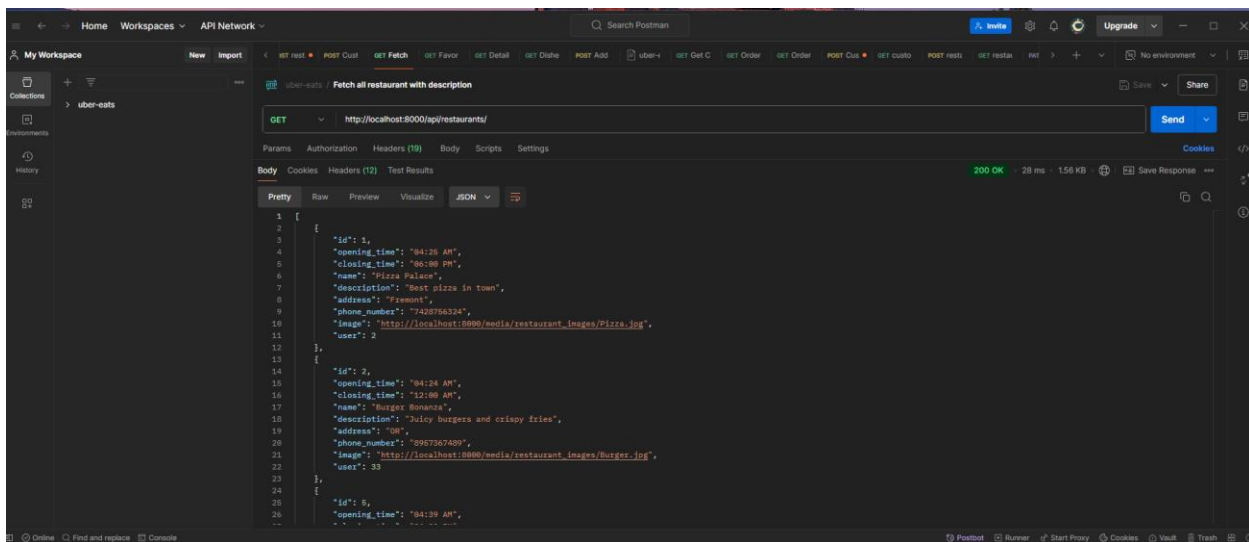 Home Workspaces API Network Search Postman Invite Upgrade
My Workspace New Import GET Fetch GET Favor GET Detail GET Dishe POST Add uber-e GET Get C GET Order GET Order POST Cus GET custo POST resta GET restau PAT No environment
Collections
Environments
History
uber-eats
uber-eats / Fetch all restaurant with description Save Share
GET http://localhost:8000/api/restaurants/ Send
Params Authorization Headers (19) Body Scripts Settings Cookies
Body Cookies Headers (12) Test Results 200 OK 28 ms 1.56 KB Save Response
Pretty Raw Preview Visualize JSON
1 [
2 {
3 "id": 1,
4 "opening_time": "04:25 AM",
5 "closing_time": "06:00 PM",
6 "name": "Pizza Palace",
7 "description": "Best pizza in town",
8 "address": "Fremont",
9 "phone_number": "7428756324",
10 "image": "http://localhost:8000/media/restaurant_images/Pizza.jpg",
11 "user": 2
12 },
13 {
14 "id": 2,
15 "opening_time": "04:24 AM",
16 "closing_time": "12:00 AM",
17 "name": "Burger Bonanza",
18 "description": "Juicy burgers and crispy fries",
19 "address": "OR",
20 "phone_number": "8957367489",
21 "image": "http://localhost:8000/media/restaurant_images/Burger.jpg",
22 "user": 33
23 },
24 {
25 "id": 5,
26 "opening_time": "04:39 AM",
Online Find and replace Console Postbot Runner Start Proxy Cookies Vault Trash